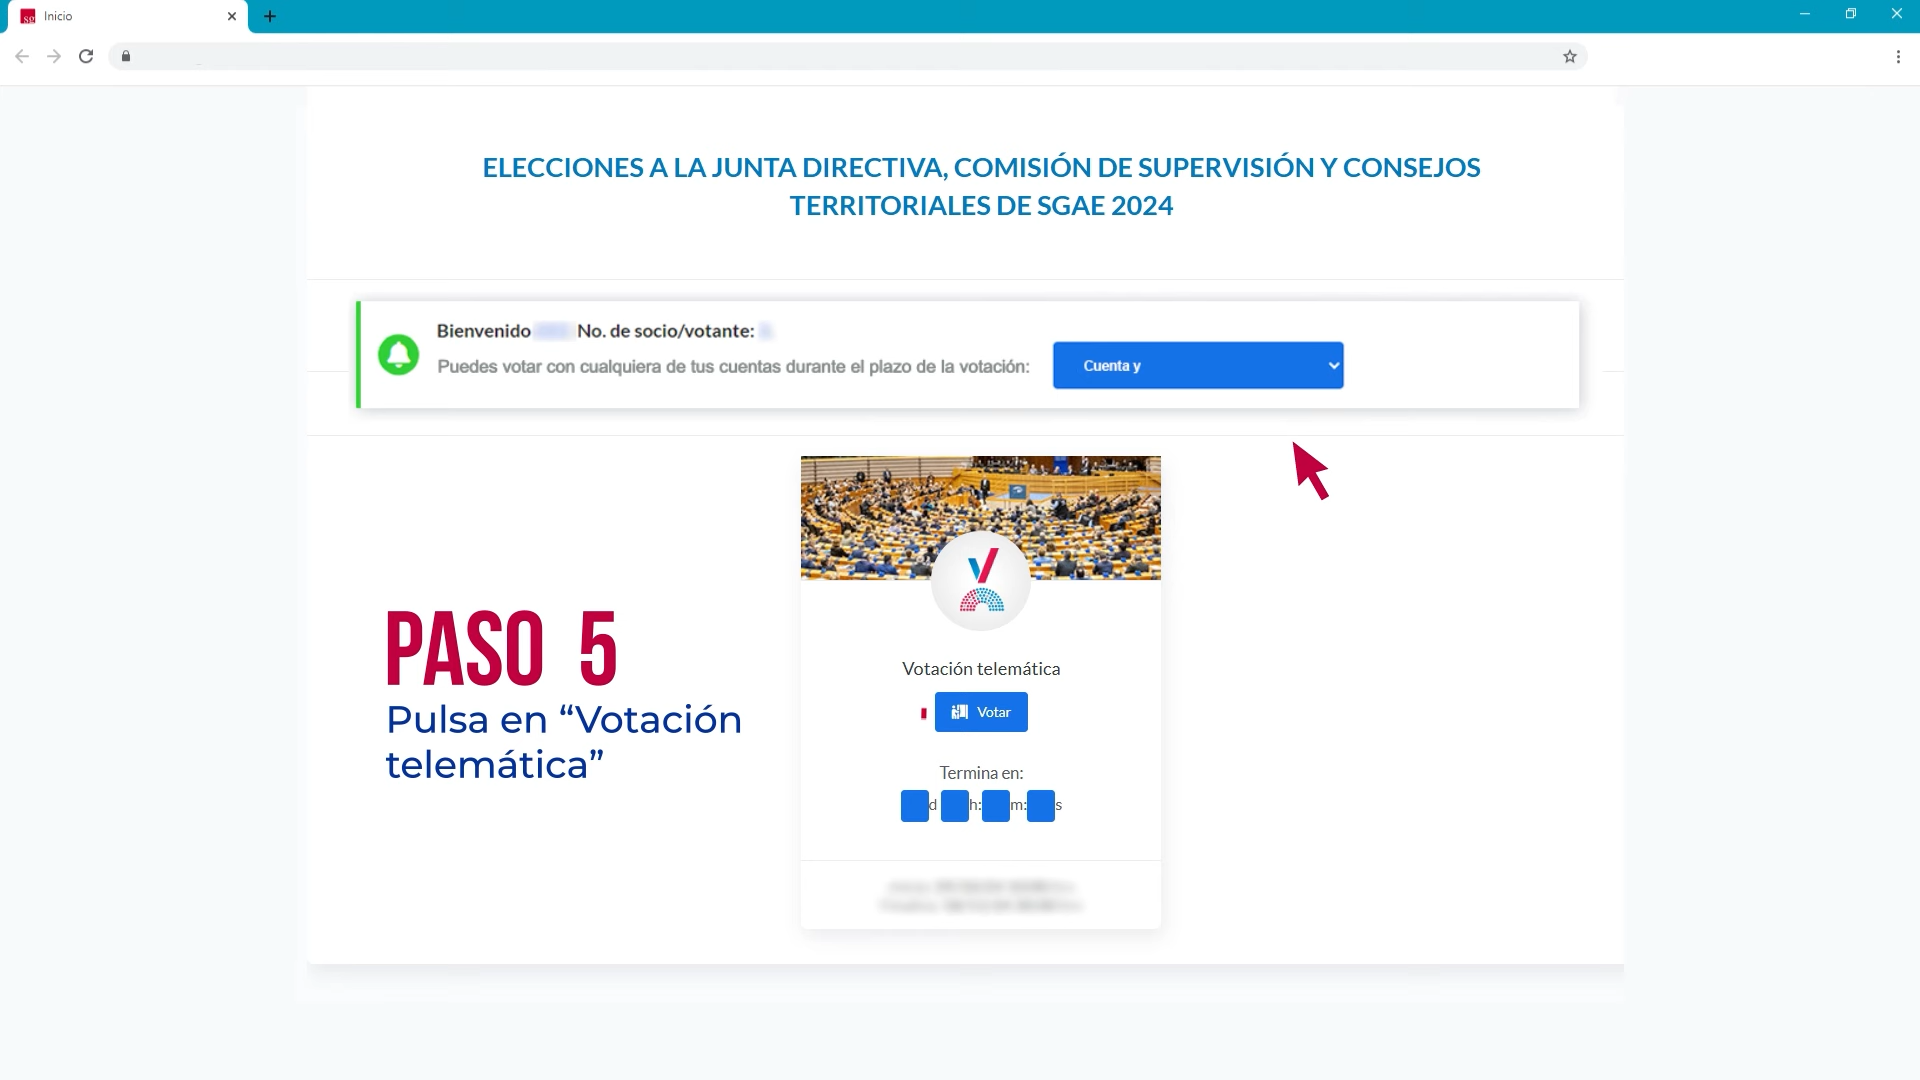 Inicio
ELECCIONES A LA JUNTA DIRECTIVA, COMISIÓN DE SUPERVISIÓN Y CONSEJOS
TERRITORIALES DE SGAE 2024
Bienvenido No. de socio/votante:
Puedes votar con cualquiera de tus cuentas durante el plazo de la votación:
Cuenta y
PASO 5
Pulsa en “Votación
telemática”
Votación telemática
Votar
Termina en:
d h: m: s